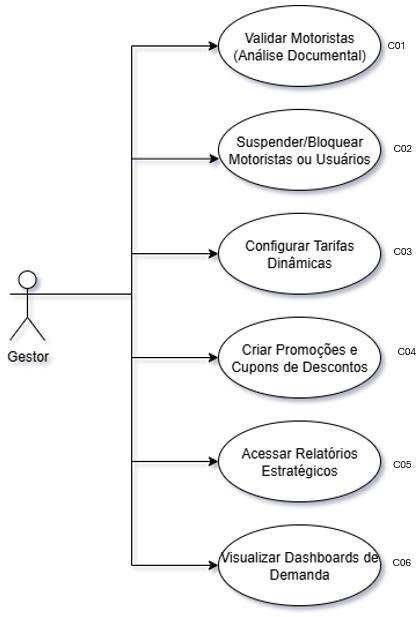 Validar Motoristas
(Análise Documental)
C01
Suspender/Bloquear
Motoristas ou Usuários
C02
Configurar Tarifas
Dinâmicas
C03
Gestor
Criar Promoções e
Cupons de Descontos
C04
Acessar Relatórios
Estratégicos
C05
Visualizar Dashboards de
Demanda
C06